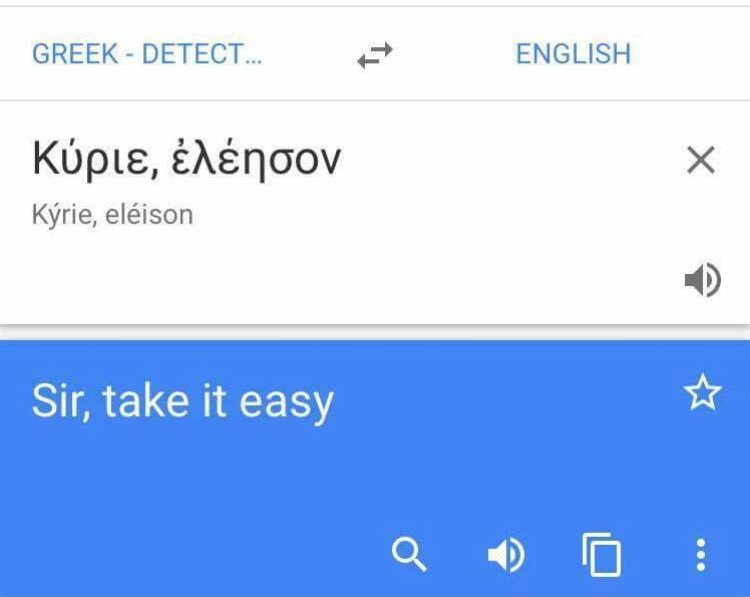 GREEK - DETECT...
ENGLISH
Κύριε, ἐλέησον
Kýrie, eléison
Sir, take it easy